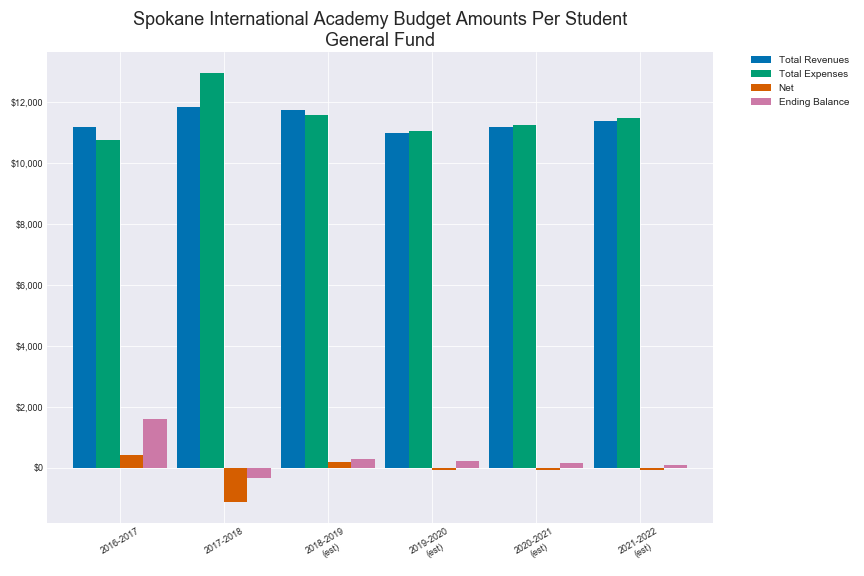 Spokane International Academy Budget Amounts Per Student
General Fund
Total Revenues
Total Expenses
Net
Ending Balance
$12,000
$10,000
$8,000
$6,000
$4,000
$2,000
$0
2016-2017
2017-2018
2018-2019
(est)
2019-2020
(est)
2020-2021
(est)
2021-2022
(est)